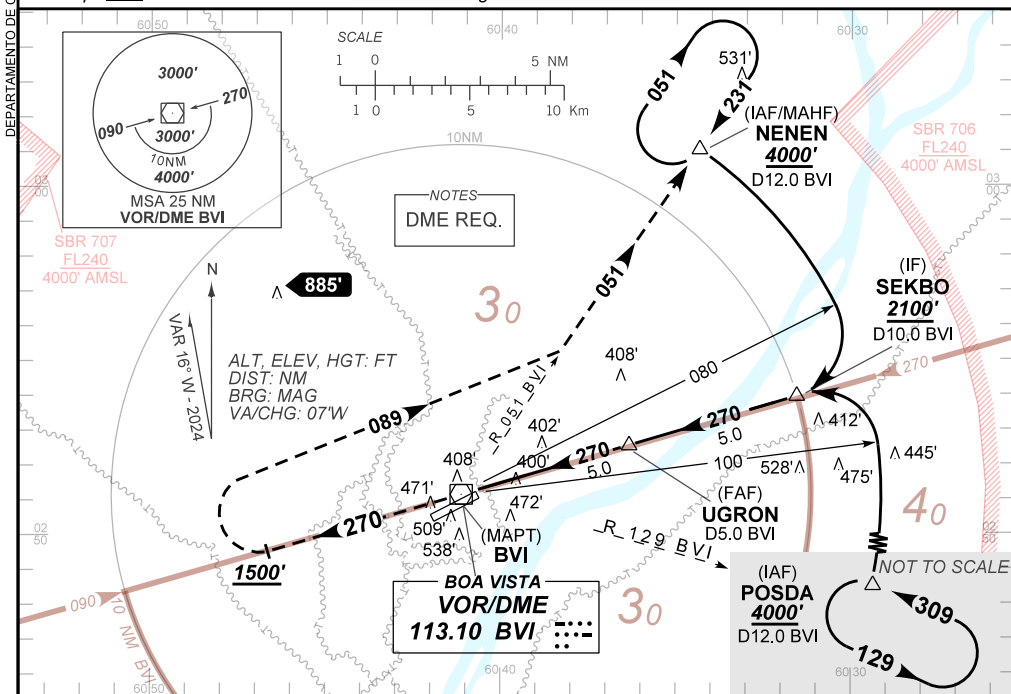 DEPARTAMENTO DE
60 50
60 40
60 30
3000'
270
090
3000'
10NM
4000'
MSA 25 NM
VOR/DME BVI
SCALE
1 0 5 NM
1 0 5 10 Km
10NM
NOTES
DME REQ.
531'
051
231
(IAF/MAHF)
NENEN
4000'
D12.0 BVI
SBR 706
FL240
4000' AMSL
03
00
03
00
SBR 707
FL240
4000' AMSL
N
885'
VAR 16° W - 2024
ALT, ELEV, HGT: FT
DIST: NM
BRG: MAG
VA/CHG: 07'W
30
051
(IF)
SEKBO
2100'
D10.0 BVI
270
408'
080
R_051_BVI
089
402'
270
5.0
412'
408'
400'
270
5.0
100
528'
475'
445'
471'
472'
509'
538'
(MAPT)
BVI
(FAF)
UGRON
D5.0 BVI
40
270
R_129 BVI
02
50
02
50
1500'
BOA VISTA
VOR/DME
113.10 BVI
NOT TO SCALE
(IAF)
POSDA
4000'
D12.0 BVI
309
129
090
10 NM BVI
30
60 50
60 40
60 30